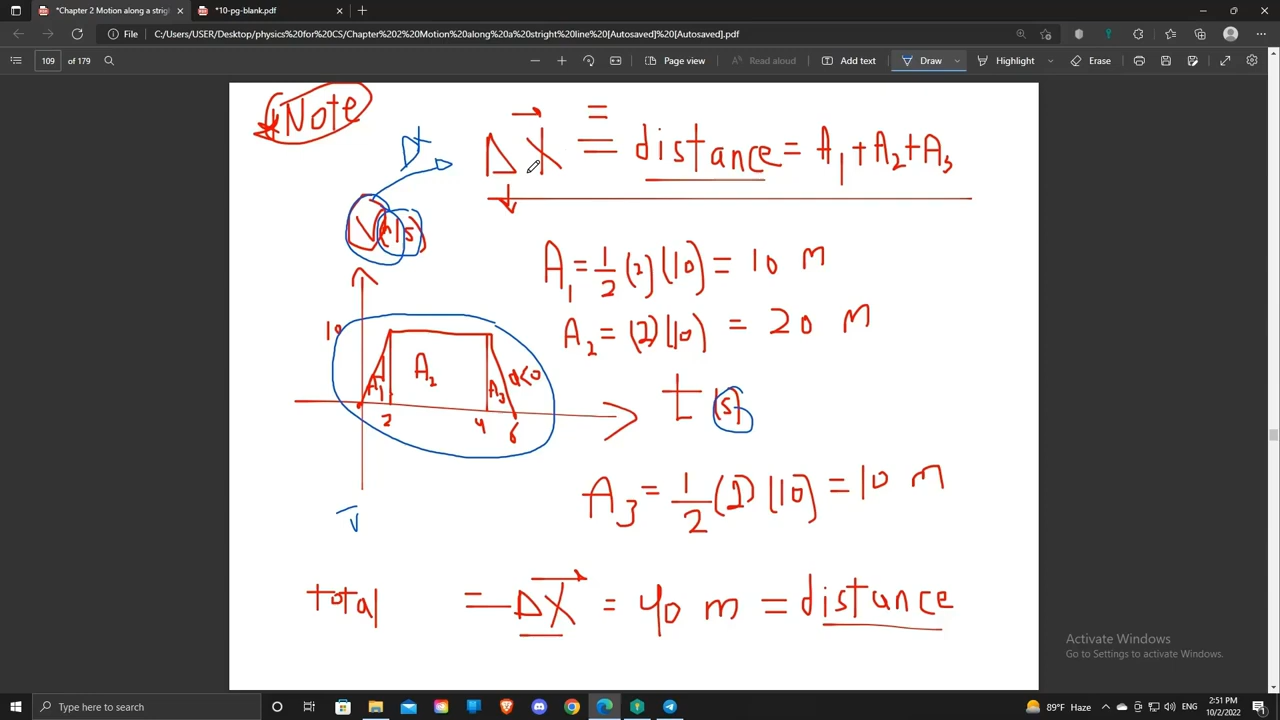 *Chapter 2 Motion along a strigh
*10-pg-blank.pdf
File
C:/Users/USER/Desktop/physics%20for%20CS/Chapter%202%20Motion%20along%20a%20stright%20line%20[Autosaved]%20[Autosaved].pdf
109 of 179
Page view
Read aloud
Add text
Draw
Highlight
Erase
*Note
ΔX = distance = A1+A2+A3
Δx
V(m/s)
A1 = 1/2 (2)(10) = 10 m
A2 = (2)(10) = 20 m
10
A1 A2 A3 a<0
2 4 6
t (s)
A3 = 1/2 (2)(10) = 10 m
total = ΔX = 40 m = distance
Activate Windows
Go to Settings to activate Windows.
Type here to search
89°F Haze
ENG
2:51 PM
10/2/2022